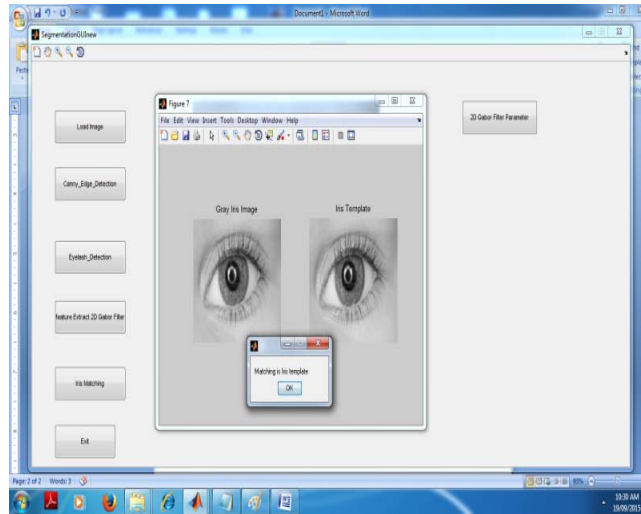 Document1 - Microsoft Word
SegmentationGUInew
Load Image
Canny_Edge_Detection
Eyelash_Detection
feature Extract 2D Gabor Filter
Iris Matching
Exit
2D Gabor Filter Parameter
Figure 7
File Edit View Insert Tools Desktop Window Help
Gray Iris Image
Iris Template
Matching is Iris template
OK
Page: 2 of 2
Words: 3
93%
10:30 AM
19/09/2015